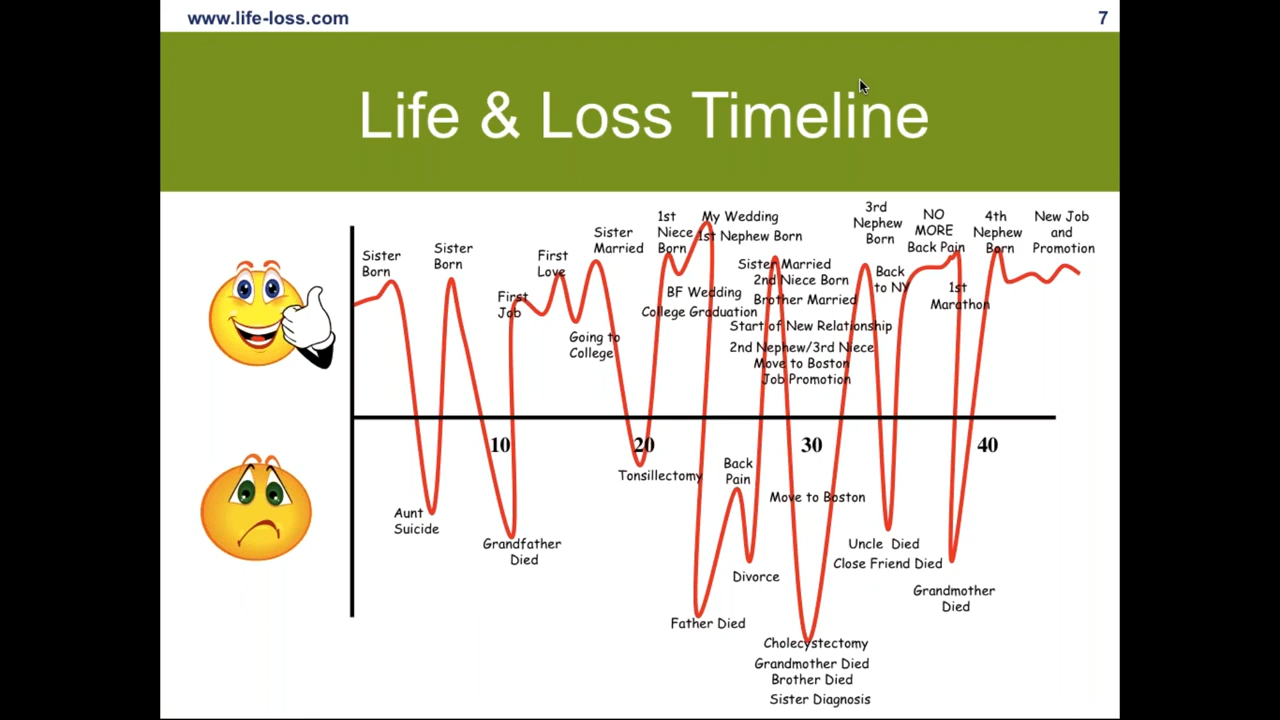 www.life-loss.com
7
Life & Loss Timeline
Sister
Born
Sister
Born
First
Job
First
Love
Going to
College
Sister
Married
1st
Niece
Born
My Wedding
1st Nephew Born
BF Wedding
College Graduation
Sister Married
2nd Niece Born
Brother Married
Start of New Relationship
2nd Nephew/3rd Niece
Move to Boston
Job Promotion
3rd
Nephew
Born
Back
to NY
NO
MORE
Back Pain
1st
Marathon
4th
Nephew
Born
New Job
and
Promotion
10
20
30
40
Aunt
Suicide
Grandfather
Died
Tonsillectomy
Back
Pain
Divorce
Father Died
Move to Boston
Cholecystectomy
Grandmother Died
Brother Died
Sister Diagnosis
Uncle Died
Close Friend Died
Grandmother
Died